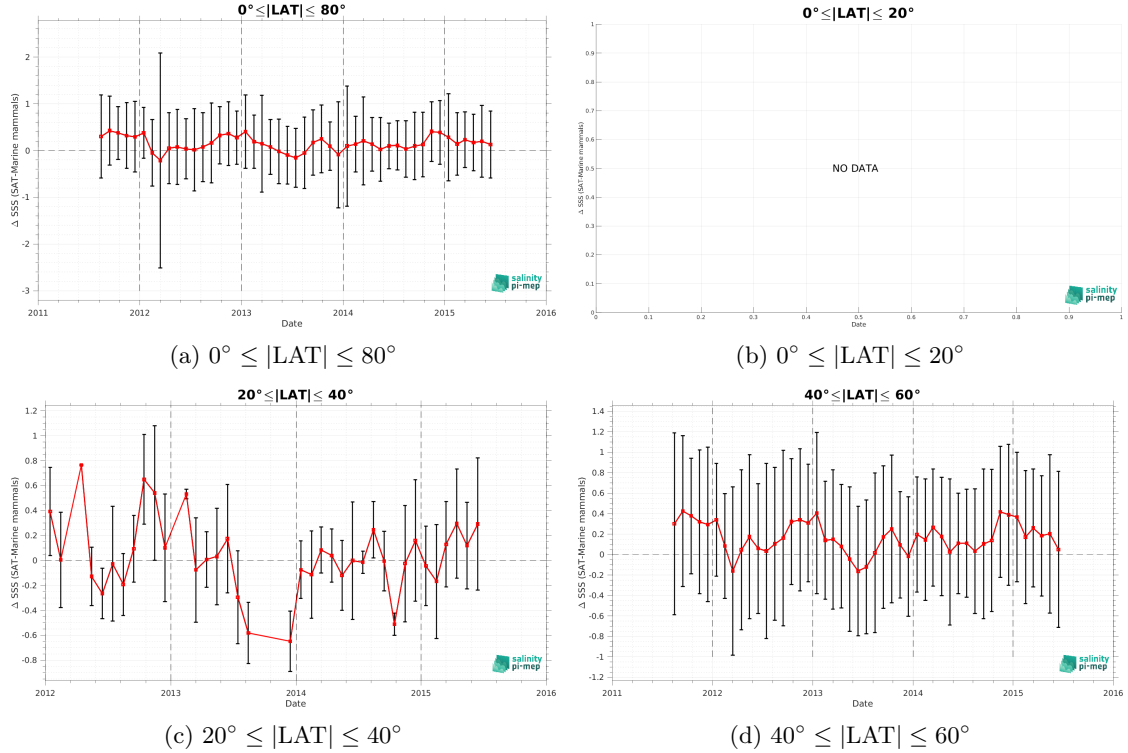 0°≤|LAT|≤ 80°
Δ SSS (SAT-Marine mammals)
2
1
0
-1
-2
-3
2011
2012
2013
2014
2015
2016
Date
salinity
pi-mep
(a) 0° ≤ |LAT| ≤ 80°
0°≤|LAT|≤ 20°
Δ SSS (SAT-Marine mammals)
1
0.9
0.8
0.7
0.6
0.5
0.4
0.3
0.2
0.1
0
NO DATA
0
0.1
0.2
0.3
0.4
0.5
0.6
0.7
0.8
0.9
1
Date
salinity
pi-mep
(b) 0° ≤ |LAT| ≤ 20°
20°≤|LAT|≤ 40°
Δ SSS (SAT-Marine mammals)
1.2
1
0.8
0.6
0.4
0.2
0
-0.2
-0.4
-0.6
-0.8
2012
2013
2014
2015
2016
Date
salinity
pi-mep
(c) 20° ≤ |LAT| ≤ 40°
40°≤|LAT|≤ 60°
Δ SSS (SAT-Marine mammals)
1.4
1.2
1
0.8
0.6
0.4
0.2
0
-0.2
-0.4
-0.6
-0.8
-1
-1.2
2011
2012
2013
2014
2015
2016
Date
salinity
pi-mep
(d) 40° ≤ |LAT| ≤ 60°